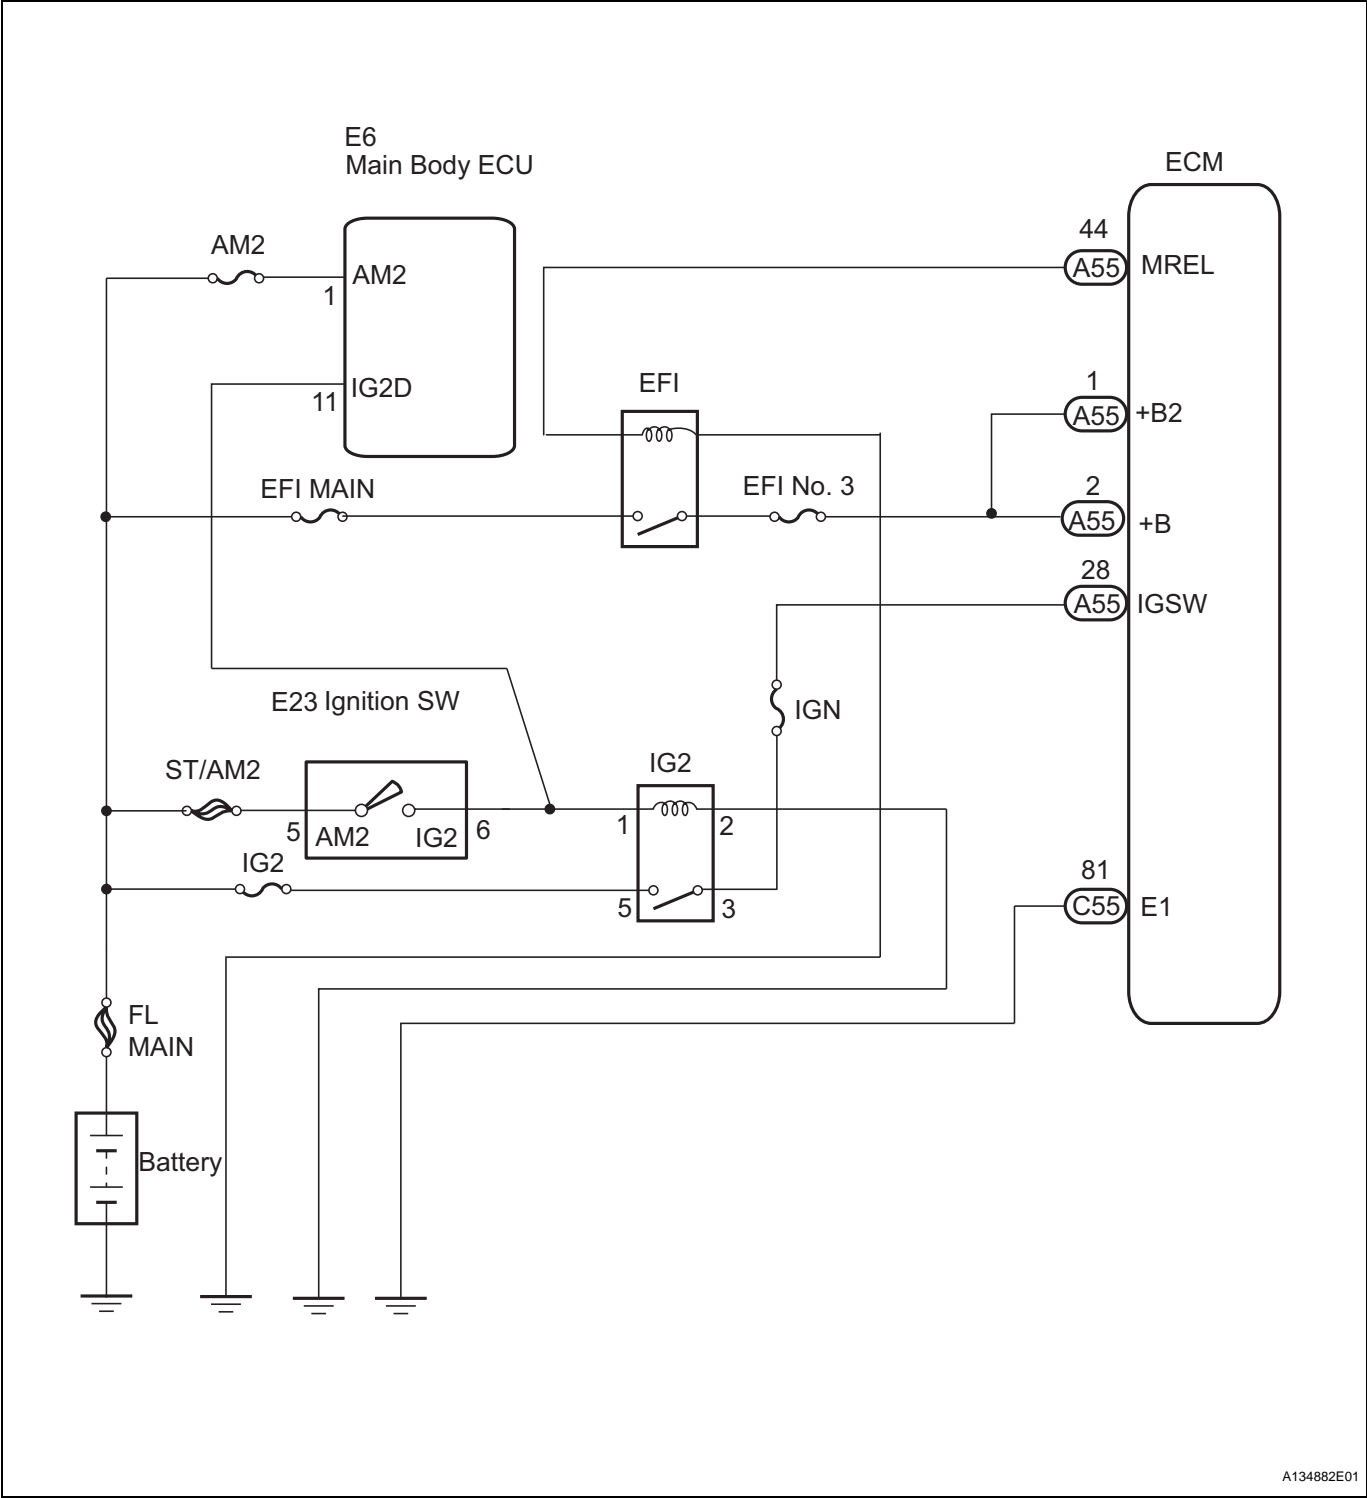 E6
Main Body ECU
ECM
AM2
44
A55
MREL
AM2
1
EFI
1
A55
+B2
IG2D
11
EFI MAIN
EFI No. 3
2
A55
+B
28
A55
IGSW
E23 Ignition SW
IGN
ST/AM2
IG2
5
AM2
IG2
6
1
2
IG2
5
3
81
C55
E1
FL
MAIN
Battery
A134882E01